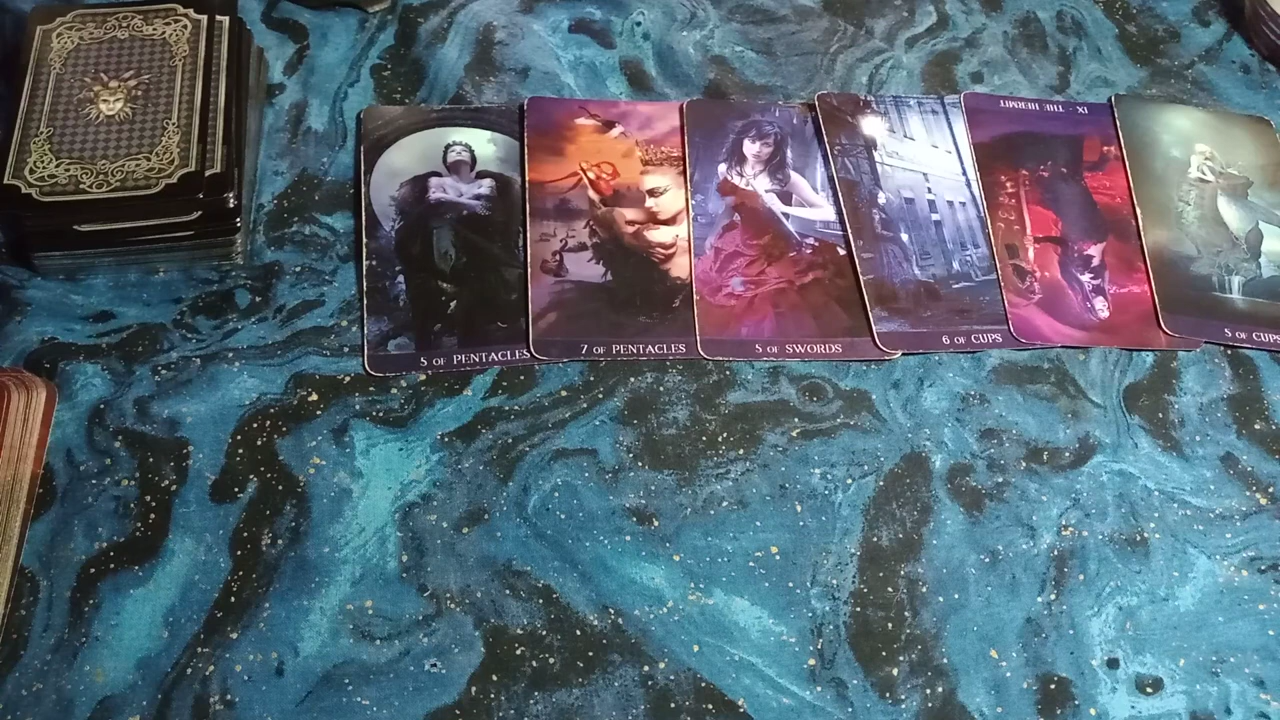 5 OF PENTACLES
7 OF PENTACLES
5 OF SWORDS
6 OF CUPS
IX - THE HERMIT
5 OF CUPS